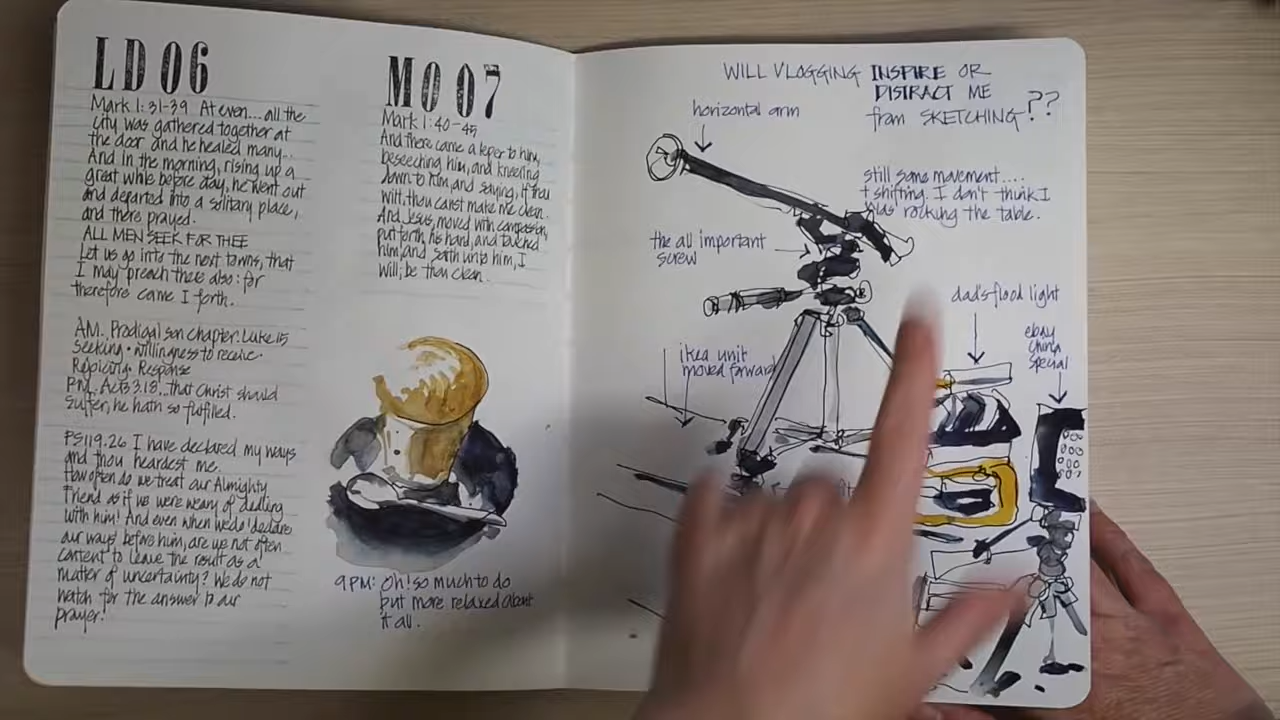 LD 06
Mark 1:31-39 At even....all the
city was gathered together at
the door and he healed many...
And in the morning, rising up a
great while before day, he went out
and departed into a solitary place,
and there prayed.
ALL MEN SEEK FOR THEE
Let us go into the next towns, that
I may preach there also: for
therefore came I forth.
AM. Prodigal son Chapter: Luke 15
Seeking • willingness to receive.
Rejoicing. Response
PM. Acts 3.18...that Christ should
suffer, he hath so fulfilled.
PS 119.26 I have declared my ways
and thou heardest me.
How often do we treat our Almighty
Friend as if we were weary of dealing
with him! And even when we do 'declare
our ways' before him, are we not often
content to leave the result as a
matter of uncertainty? We do not
watch for the answer to our
prayer!
MO 07
Mark 1:40-45
And there came a leper to him,
beseeching him, and kneeling
down to him, and saying, if thou
wilt, thou canst make me clean.
And Jesus, moved with compassion,
put forth his hand, and touched
him, and saith unto him, I
will; be thou clean.
9 PM: Oh! so much to do
but more relaxed about
it all.
WILL VLOGGING INSPIRE OR
DISTRACT ME
from SKETCHING??
horizontal arm
still some movement....
+ shifting. I don't think I
was rocking the table.
the all important
screw
dad's flood light
ebay
China
special
ikea unit
moved forward